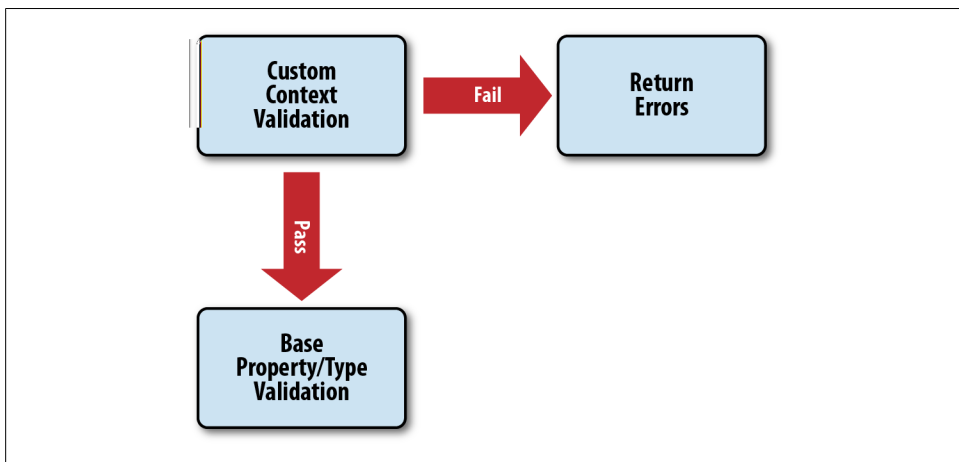 Custom
Context
Validation
Fail
Return
Errors
Pass
Base
Property/Type
Validation